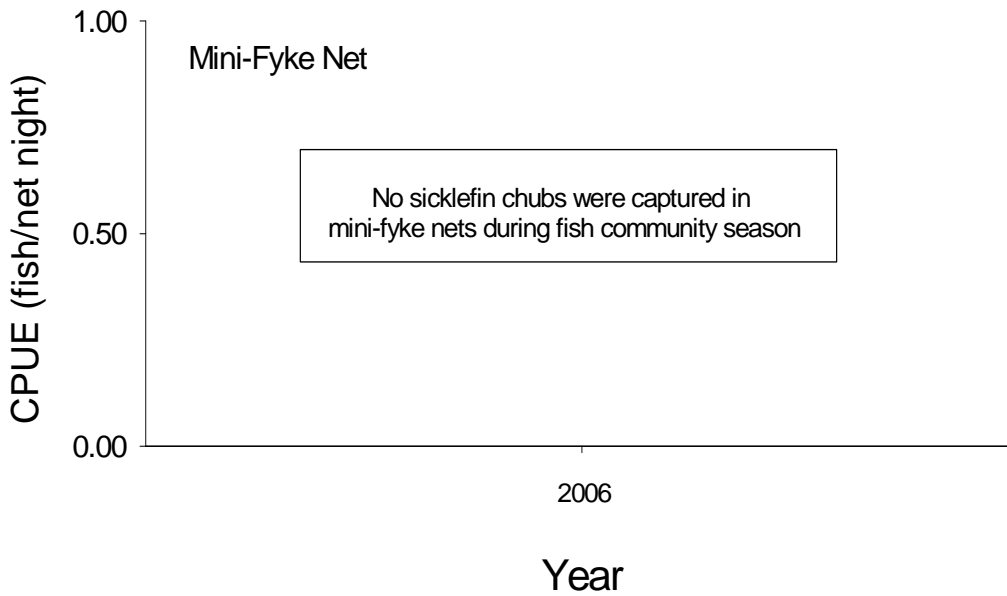 1.00
Mini-Fyke Net
No sicklefin chubs were captured in
mini-fyke nets during fish community season
0.50
CPUE (fish/net night)
0.00
2006
Year